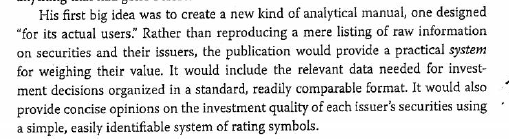 His first big idea was to create a new kind of analytical manual, one designed
"for its actual users." Rather than reproducing a mere listing of raw information
on securities and their issuers, the publication would provide a practical system
for weighing their value. It would include the relevant data needed for invest-
ment decisions organized in a standard, readily comparable format. It would also
provide concise opinions on the investment quality of each issuer's securities using
a simple, easily identifiable system of rating symbols.